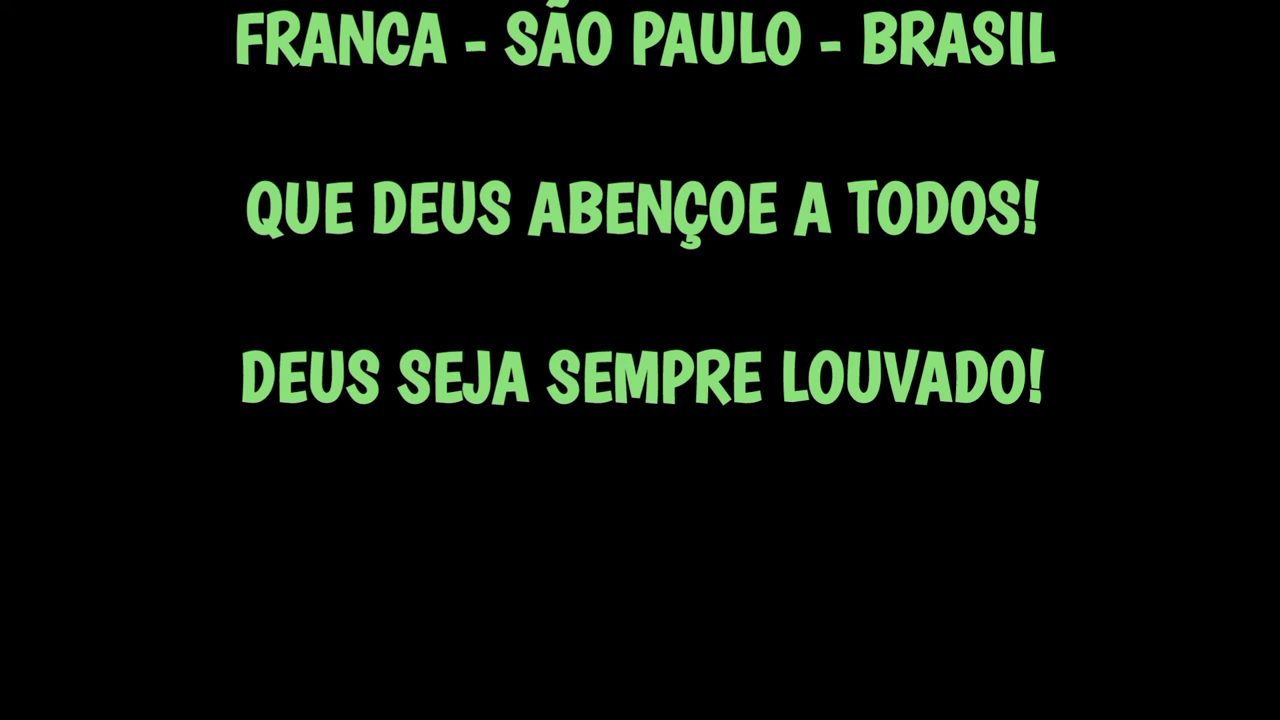 FRANCA - SÃO PAULO - BRASIL
QUE DEUS ABENÇOE A TODOS!
DEUS SEJA SEMPRE LOUVADO!